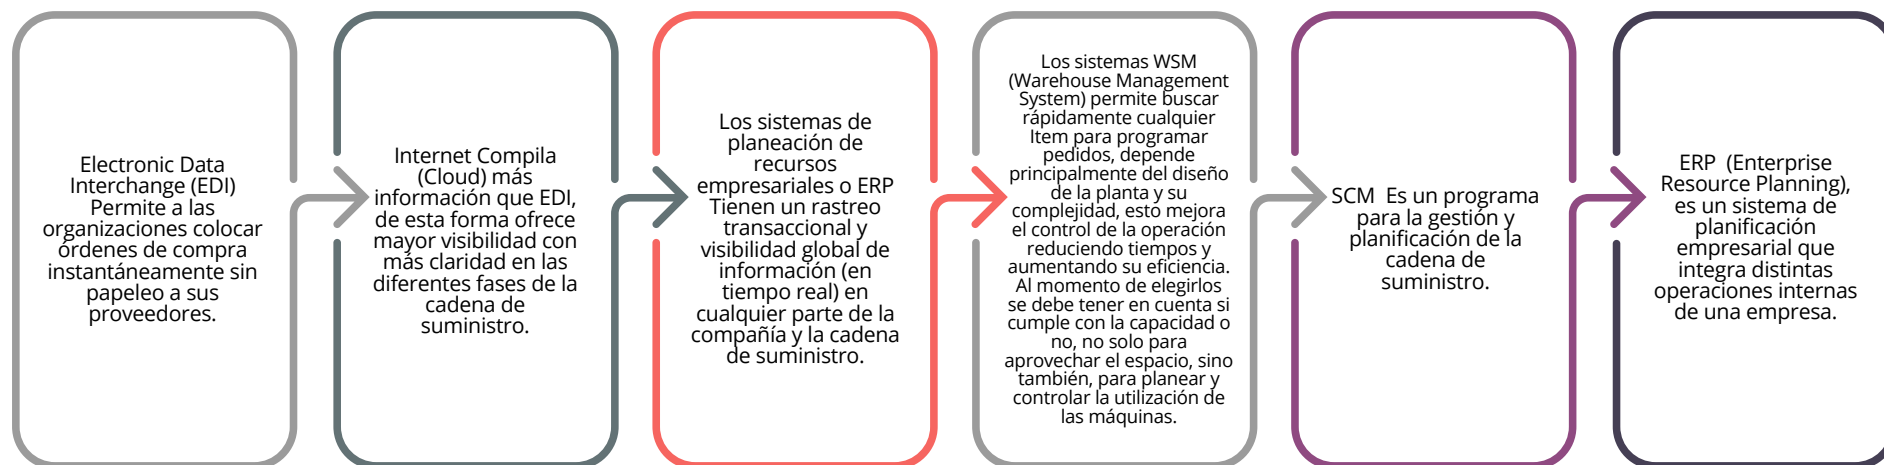 Electronic Data
Interchange (EDI)
Permite a las
organizaciones colocar
órdenes de compra
instantáneamente sin
papeleo a sus
proveedores.
Internet Compila
(Cloud) más
información que EDI,
de esta forma ofrece
mayor visibilidad con
más claridad en las
diferentes fases de la
cadena de
suministro.
Los sistemas de
planeación de
recursos
empresariales o ERP
Tienen un rastreo
transaccional y
visibilidad global de
información (en
tiempo real) en
cualquier parte de la
compañía y la cadena
de suministro.
Los sistemas WSM
(Warehouse Management
System) permite buscar
rápidamente cualquier
Item para programar
pedidos, depende
principalmente del diseño
de la planta y su
complejidad, esto mejora
el control de la operación
reduciendo tiempos y
aumentando su eficiencia.
Al momento de elegirlos
se debe tener en cuenta si
cumple con la capacidad o
no, no solo para
aprovechar el espacio, sino
también, para planear y
controlar la utilización de
las máquinas.
SCM Es un programa
para la gestión y
planificación de la
cadena de
suministro.
ERP (Enterprise
Resource Planning),
es un sistema de
planificación
empresarial que
integra distintas
operaciones internas
de una empresa.